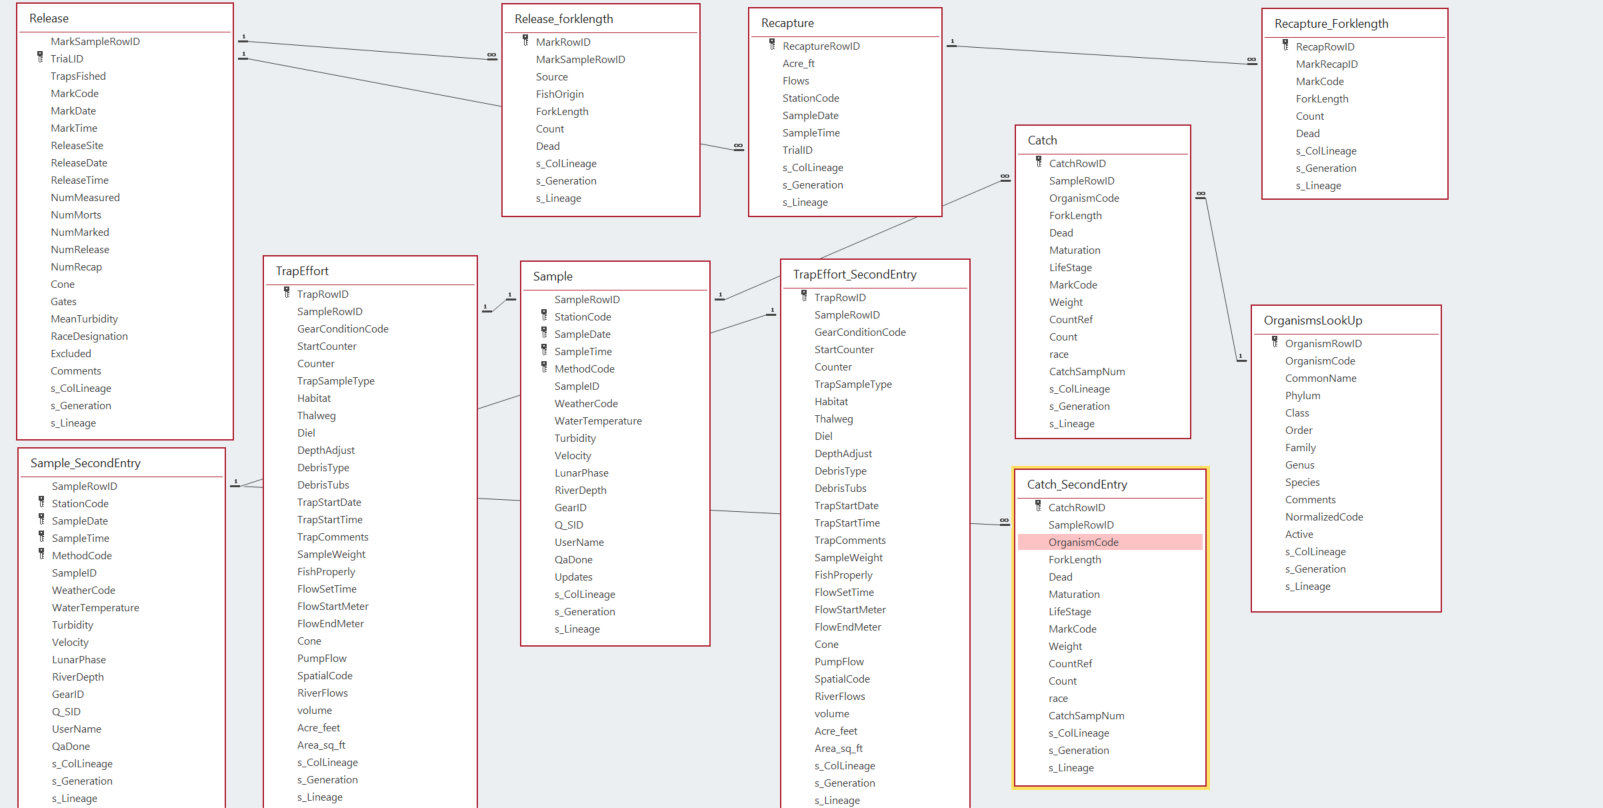 Release
MarkSampleRowID
TriaLID
TrapsFished
MarkCode
MarkDate
MarkTime
ReleaseSite
ReleaseDate
ReleaseTime
NumMeasured
NumMorts
NumMarked
NumRelease
NumRecap
Cone
Gates
MeanTurbidity
RaceDesignation
Excluded
Comments
s_ColLineage
s_Generation
s_Lineage
1
1
Release_forklength
MarkRowID
MarkSampleRowID
Source
FishOrigin
ForkLength
Count
Dead
s_ColLineage
s_Generation
s_Lineage
∞
∞
Recapture
RecaptureRowID
Acre_ft
Flows
StationCode
SampleDate
SampleTime
TrialID
s_ColLineage
s_Generation
s_Lineage
1
∞
Recapture_Forklength
RecapRowID
MarkRecapID
MarkCode
ForkLength
Count
Dead
s_ColLineage
s_Generation
s_Lineage
Catch
CatchRowID
SampleRowID
OrganismCode
ForkLength
Dead
Maturation
LifeStage
MarkCode
Weight
CountRef
Count
race
CatchSampNum
s_ColLineage
s_Generation
s_Lineage
∞
∞
1
TrapEffort
TrapRowID
SampleRowID
GearConditionCode
StartCounter
Counter
TrapSampleType
Habitat
Thalweg
Diel
DepthAdjust
DebrisType
DebrisTubs
TrapStartDate
TrapStartTime
TrapComments
SampleWeight
FishProperly
FlowSetTime
FlowStartMeter
FlowEndMeter
Cone
PumpFlow
SpatialCode
RiverFlows
volume
Acre_feet
Area_sq_ft
s_ColLineage
s_Generation
s_Lineage
1
1
Sample
SampleRowID
StationCode
SampleDate
SampleTime
MethodCode
SampleID
WeatherCode
WaterTemperature
Turbidity
Velocity
LunarPhase
RiverDepth
GearID
Q_SID
UserName
QaDone
Updates
s_ColLineage
s_Generation
s_Lineage
1
1
TrapEffort_SecondEntry
TrapRowID
SampleRowID
GearConditionCode
StartCounter
Counter
TrapSampleType
Habitat
Thalweg
Diel
DepthAdjust
DebrisType
DebrisTubs
TrapStartDate
TrapStartTime
TrapComments
SampleWeight
FishProperly
FlowSetTime
FlowStartMeter
FlowEndMeter
Cone
PumpFlow
SpatialCode
RiverFlows
volume
Acre_feet
Area_sq_ft
s_ColLineage
s_Generation
s_Lineage
OrganismsLookUp
OrganismRowID
OrganismCode
CommonName
Phylum
Class
Order
Family
Genus
Species
Comments
NormalizedCode
Active
s_ColLineage
s_Generation
s_Lineage
Sample_SecondEntry
SampleRowID
StationCode
SampleDate
SampleTime
MethodCode
SampleID
WeatherCode
WaterTemperature
Turbidity
Velocity
LunarPhase
RiverDepth
GearID
Q_SID
UserName
QaDone
s_ColLineage
s_Generation
s_Lineage
1
∞
Catch_SecondEntry
CatchRowID
SampleRowID
OrganismCode
ForkLength
Dead
Maturation
LifeStage
MarkCode
Weight
CountRef
Count
race
CatchSampNum
s_ColLineage
s_Generation
s_Lineage